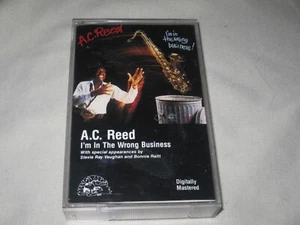 A.C. Reed
I'm in
the wrong
business!
A.C. Reed
I'm In The Wrong Business
With special appearances by
Stevie Ray Vaughan and Bonnie Raitt
Digitally
Mastered